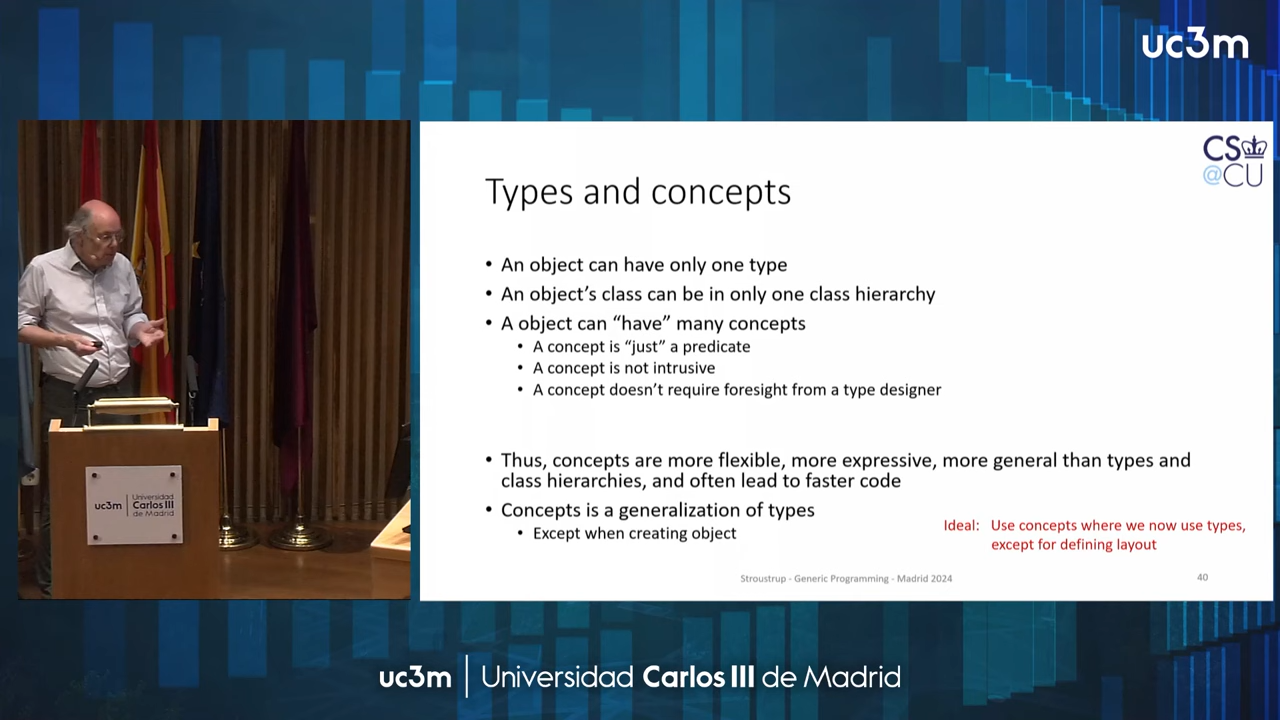 uc3m
CS
@CU
Types and concepts
• An object can have only one type
• An object’s class can be in only one class hierarchy
• A object can “have” many concepts
• A concept is “just” a predicate
• A concept is not intrusive
• A concept doesn’t require foresight from a type designer
• Thus, concepts are more flexible, more expressive, more general than types and
class hierarchies, and often lead to faster code
• Concepts is a generalization of types
• Except when creating object
Ideal: Use concepts where we now use types,
except for defining layout
Stroustrup - Generic Programming - Madrid 2024
40
uc3m
Universidad
Carlos III
de Madrid
uc3m | Universidad Carlos III de Madrid